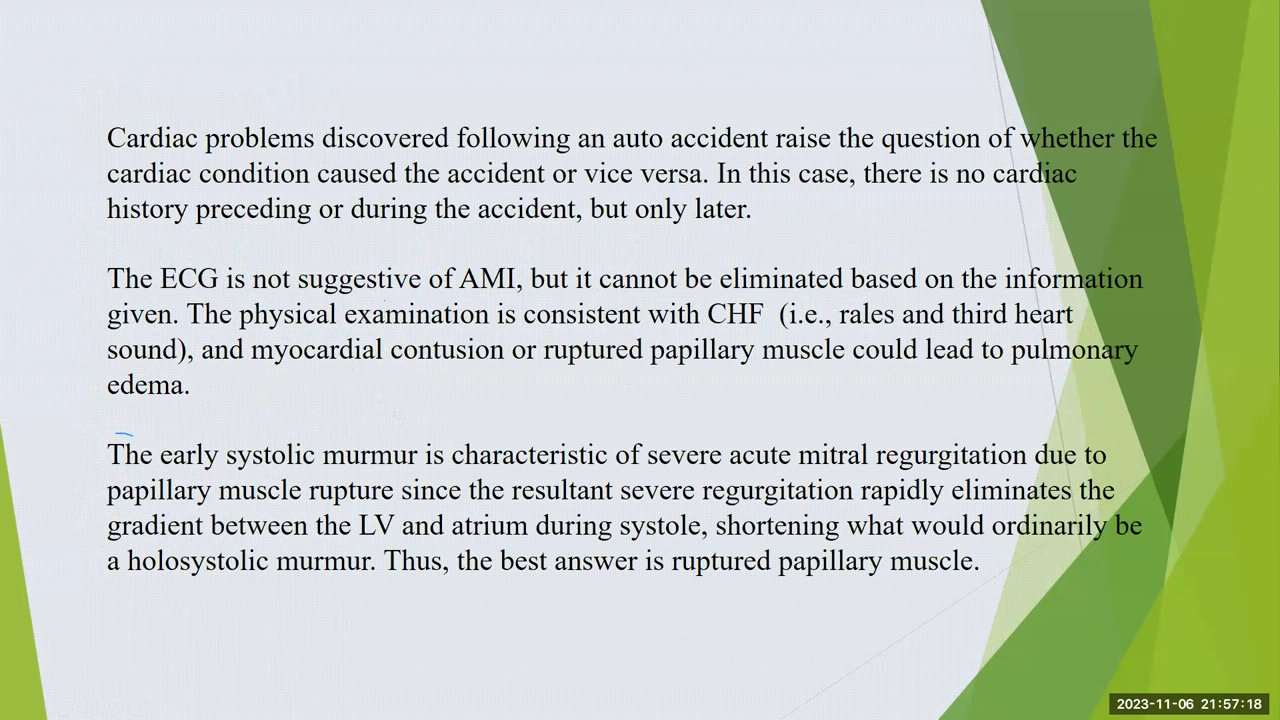 Cardiac problems discovered following an auto accident raise the question of whether the
cardiac condition caused the accident or vice versa. In this case, there is no cardiac
history preceding or during the accident, but only later.
The ECG is not suggestive of AMI, but it cannot be eliminated based on the information
given. The physical examination is consistent with CHF  (i.e., rales and third heart
sound), and myocardial contusion or ruptured papillary muscle could lead to pulmonary
edema.
The early systolic murmur is characteristic of severe acute mitral regurgitation due to
papillary muscle rupture since the resultant severe regurgitation rapidly eliminates the
gradient between the LV and atrium during systole, shortening what would ordinarily be
a holosystolic murmur. Thus, the best answer is ruptured papillary muscle.
2023-11-06 21:57:18